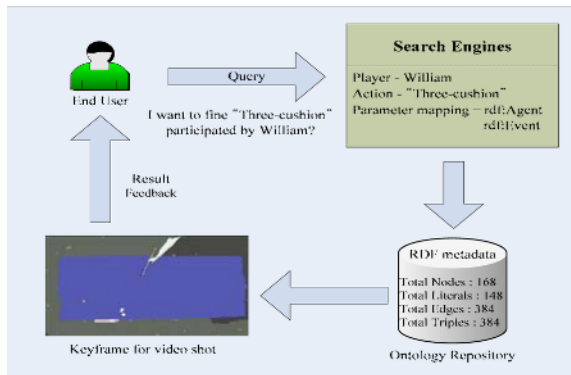 Search Engines
Player - William
Action - “Three-cushion”
Parameter mapping - rdf:Agent
rdf:Event
Query
End User
I want to fine “Three-cushion”
participated by William?
Result
Feedback
RDF metadata
Total Nodes : 168
Total Literals : 148
Total Edges : 384
Total Triples : 384
Keyframe for video shot
Ontology Repository